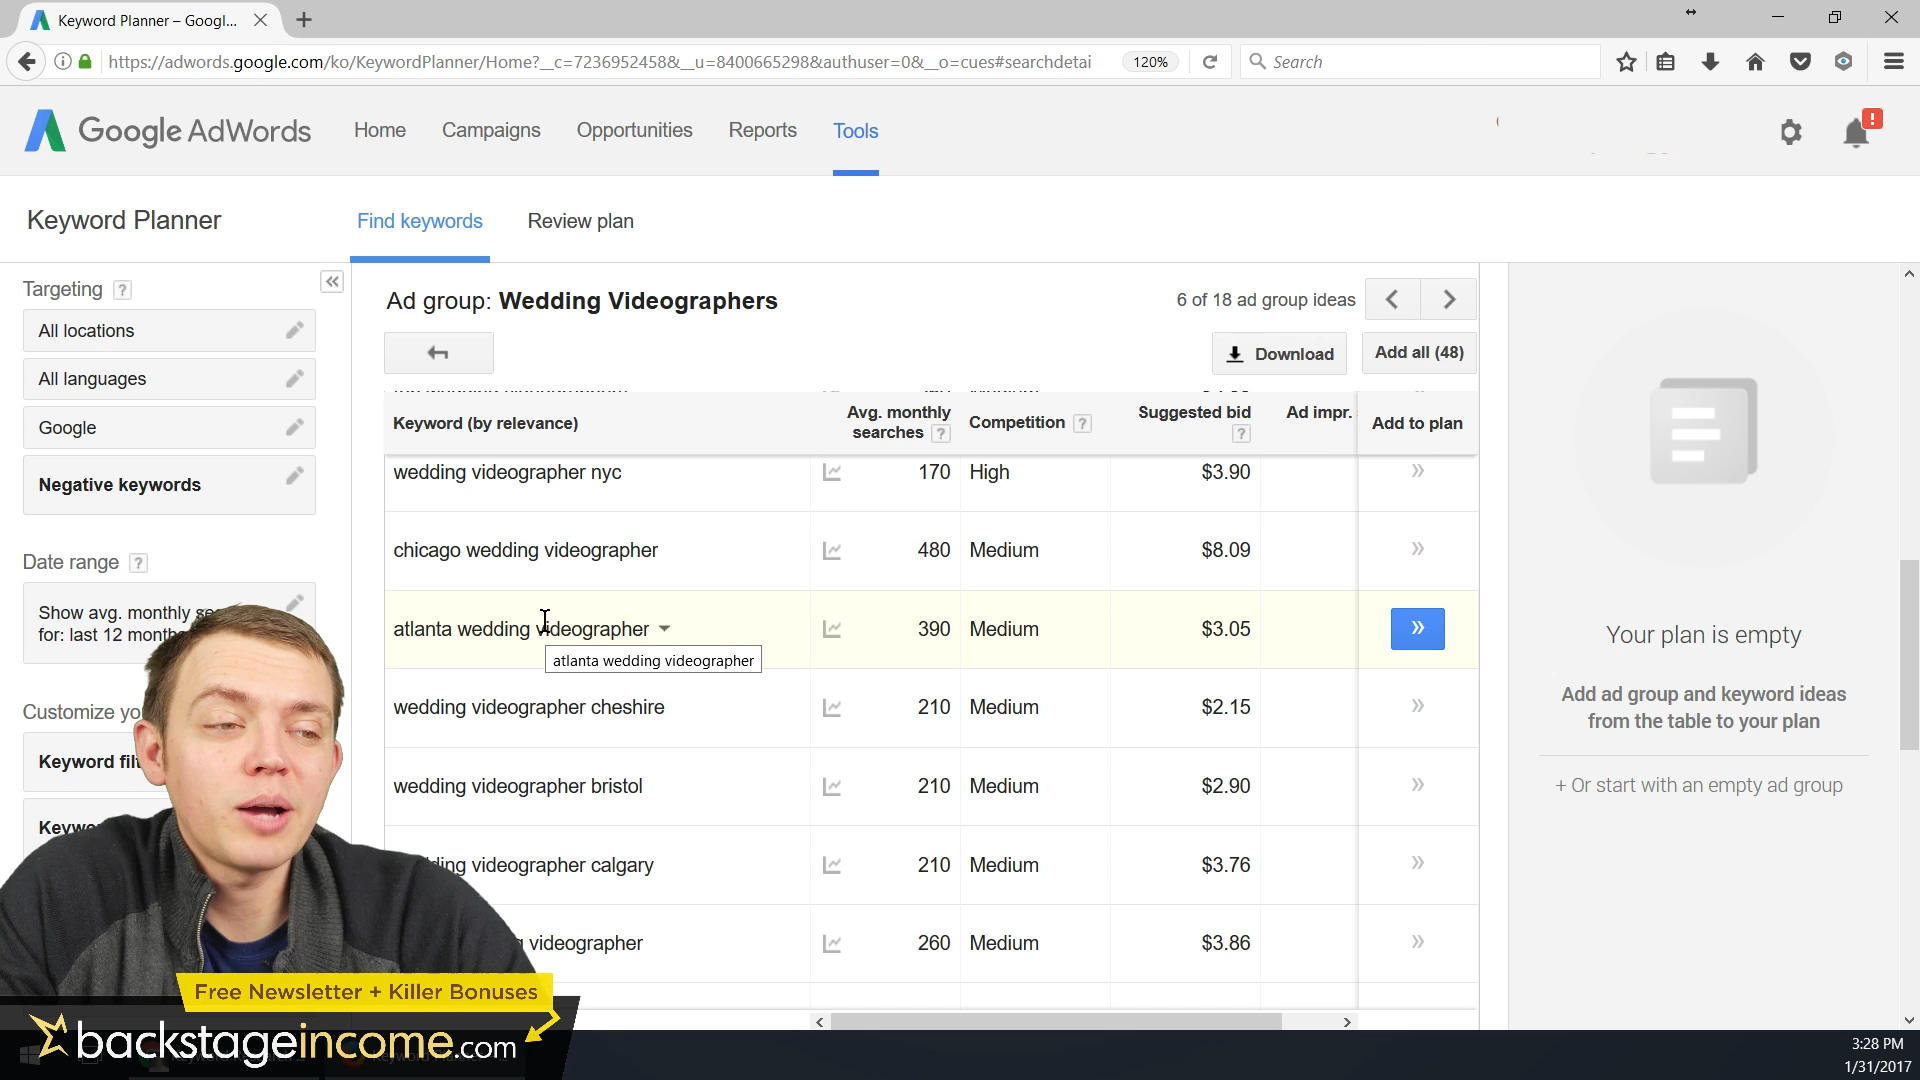 Keyword Planner – Googl...
https://adwords.google.com/ko/KeywordPlanner/Home?__c=7236952458&__u=8400665298&authuser=0&__o=cues#searchdetai
120%
Search
Google AdWords
Home
Campaigns
Opportunities
Reports
Tools
!
Keyword Planner
Find keywords
Review plan
Targeting ?
All locations
All languages
Google
Negative keywords
Date range ?
Show avg. monthly
for: last 12
Customize
Keyword
Ad group: Wedding Videographers
6 of 18 ad group ideas
Download
Add all (48)
Keyword (by relevance)
Avg. monthly
searches ?
Competition ?
Suggested bid
?
Ad impr.
Add to plan
wedding videographer nyc 170 High $3.90 »
chicago wedding videographer 480 Medium $8.09 »
atlanta wedding videographer 390 Medium $3.05 »
atlanta wedding videographer
wedding videographer cheshire 210 Medium $2.15 »
wedding videographer bristol 210 Medium $2.90 »
videographer calgary 210 Medium $3.76 »
videographer 260 Medium $3.86 »
Your plan is empty
Add ad group and keyword ideas
from the table to your plan
+ Or start with an empty ad group
Free Newsletter + Killer Bonuses
backstageincome.com
3:28 PM
1/31/2017